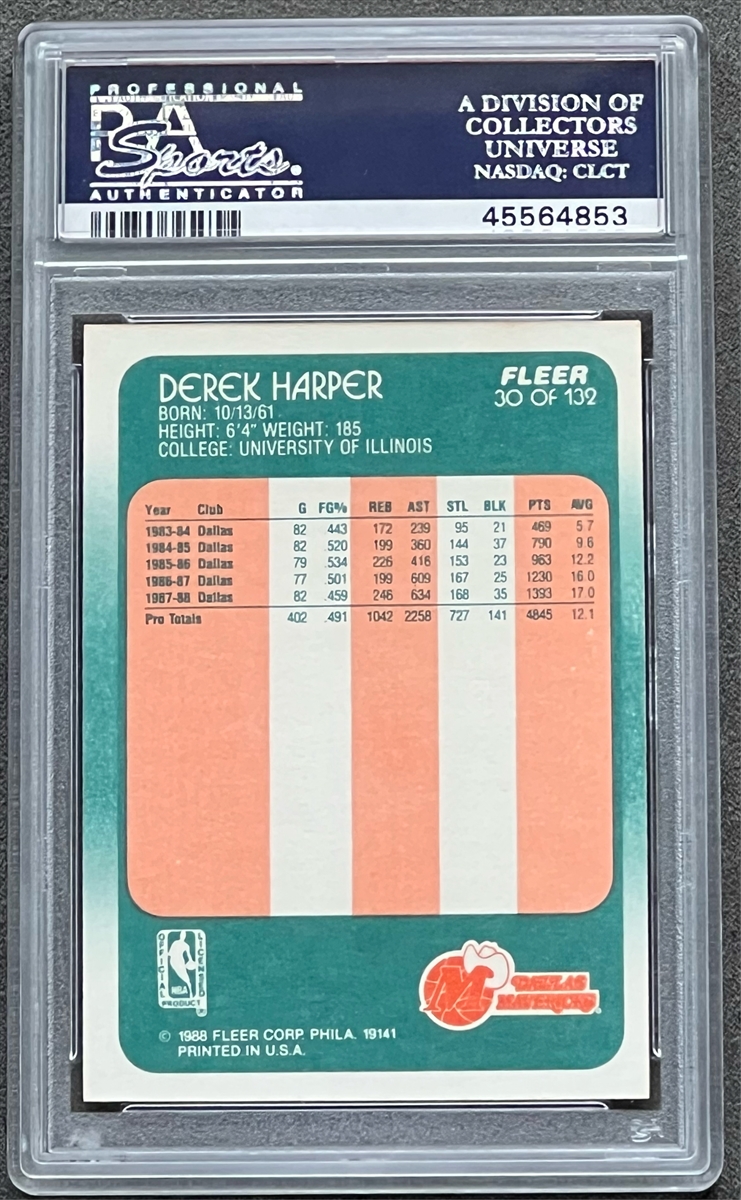 PROFESSIONAL
PSA
Sports®
AUTHENTICATOR
A DIVISION OF
COLLECTORS
UNIVERSE
NASDAQ: CLCT
45564853
DEREK HARPER
BORN: 10/13/61
HEIGHT: 6'4" WEIGHT: 185
COLLEGE: UNIVERSITY OF ILLINOIS
FLEER
30 OF 132
Year Club G FG% REB AST STL BLK PTS AVG
1983-84 Dallas 82 .443 172 239 95 21 469 5.7
1984-85 Dallas 82 .520 199 360 144 37 790 9.6
1985-86 Dallas 79 .534 226 416 153 23 963 12.2
1986-87 Dallas 77 .501 199 609 167 25 1230 16.0
1987-88 Dallas 82 .459 246 634 168 35 1393 17.0
Pro Totals 402 .491 1042 2258 727 141 4845 12.1
OFFICIAL
NBA
LICENSED
PRODUCT
M
DALLAS
MAVERICKS®
© 1988 FLEER CORP. PHILA. 19141
PRINTED IN U.S.A.